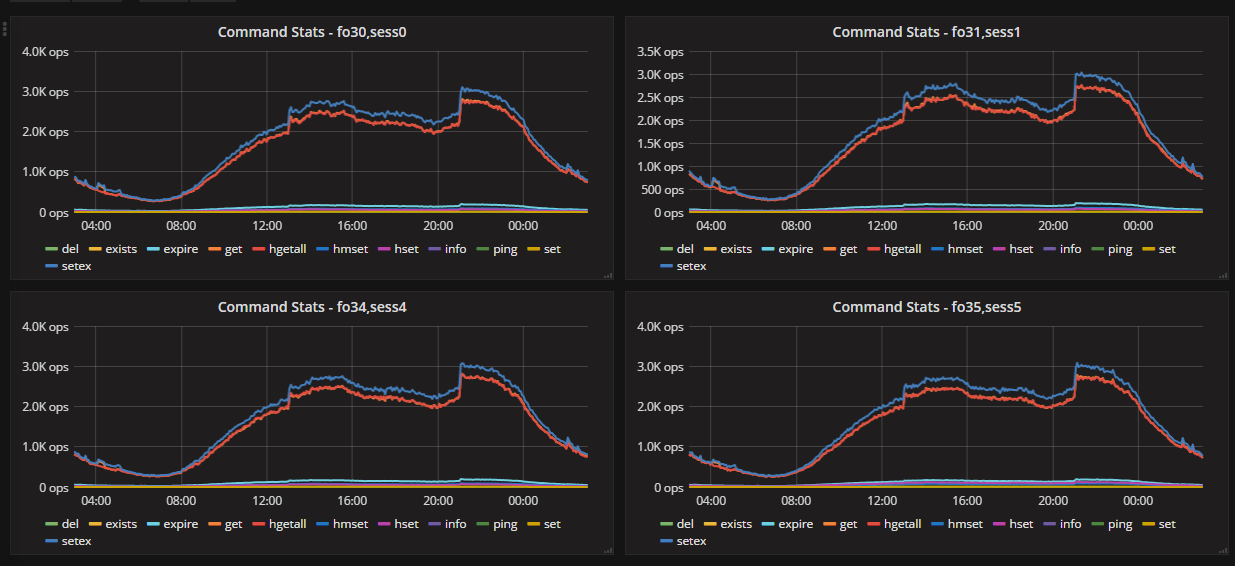 Command Stats - fo30,sess0
4.0K ops
3.0K ops
2.0K ops
1.0K ops
0 ops
04:00 08:00 12:00 16:00 20:00 00:00
del exists expire get hgetall hmset hset info ping set
setex
Command Stats - fo31,sess1
3.5K ops
3.0K ops
2.5K ops
2.0K ops
1.5K ops
1.0K ops
500 ops
0 ops
04:00 08:00 12:00 16:00 20:00 00:00
del exists expire get hgetall hmset hset info ping set
setex
Command Stats - fo34,sess4
4.0K ops
3.0K ops
2.0K ops
1.0K ops
0 ops
04:00 08:00 12:00 16:00 20:00 00:00
del exists expire get hgetall hmset hset info ping set
setex
Command Stats - fo35,sess5
4.0K ops
3.0K ops
2.0K ops
1.0K ops
0 ops
04:00 08:00 12:00 16:00 20:00 00:00
del exists expire get hgetall hmset hset info ping set
setex